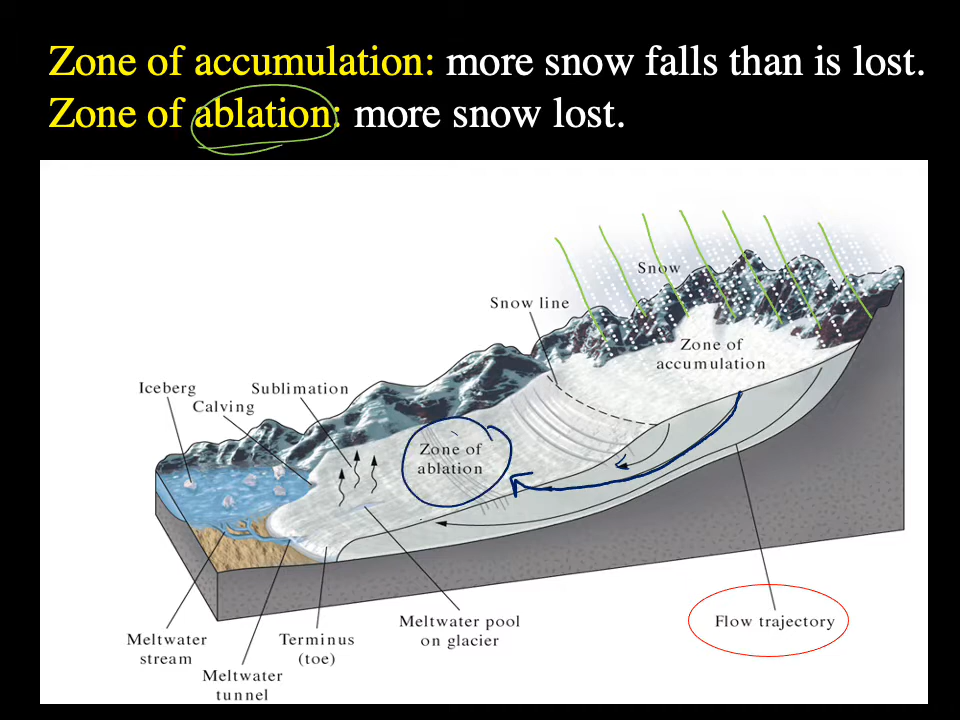 Zone of accumulation: more snow falls than is lost.
Zone of ablation: more snow lost.
Snow
Snow line
Zone of
accumulation
Iceberg
Sublimation
Calving
Zone of
ablation
Meltwater
stream
Terminus
(toe)
Meltwater pool
on glacier
Flow trajectory
Meltwater
tunnel